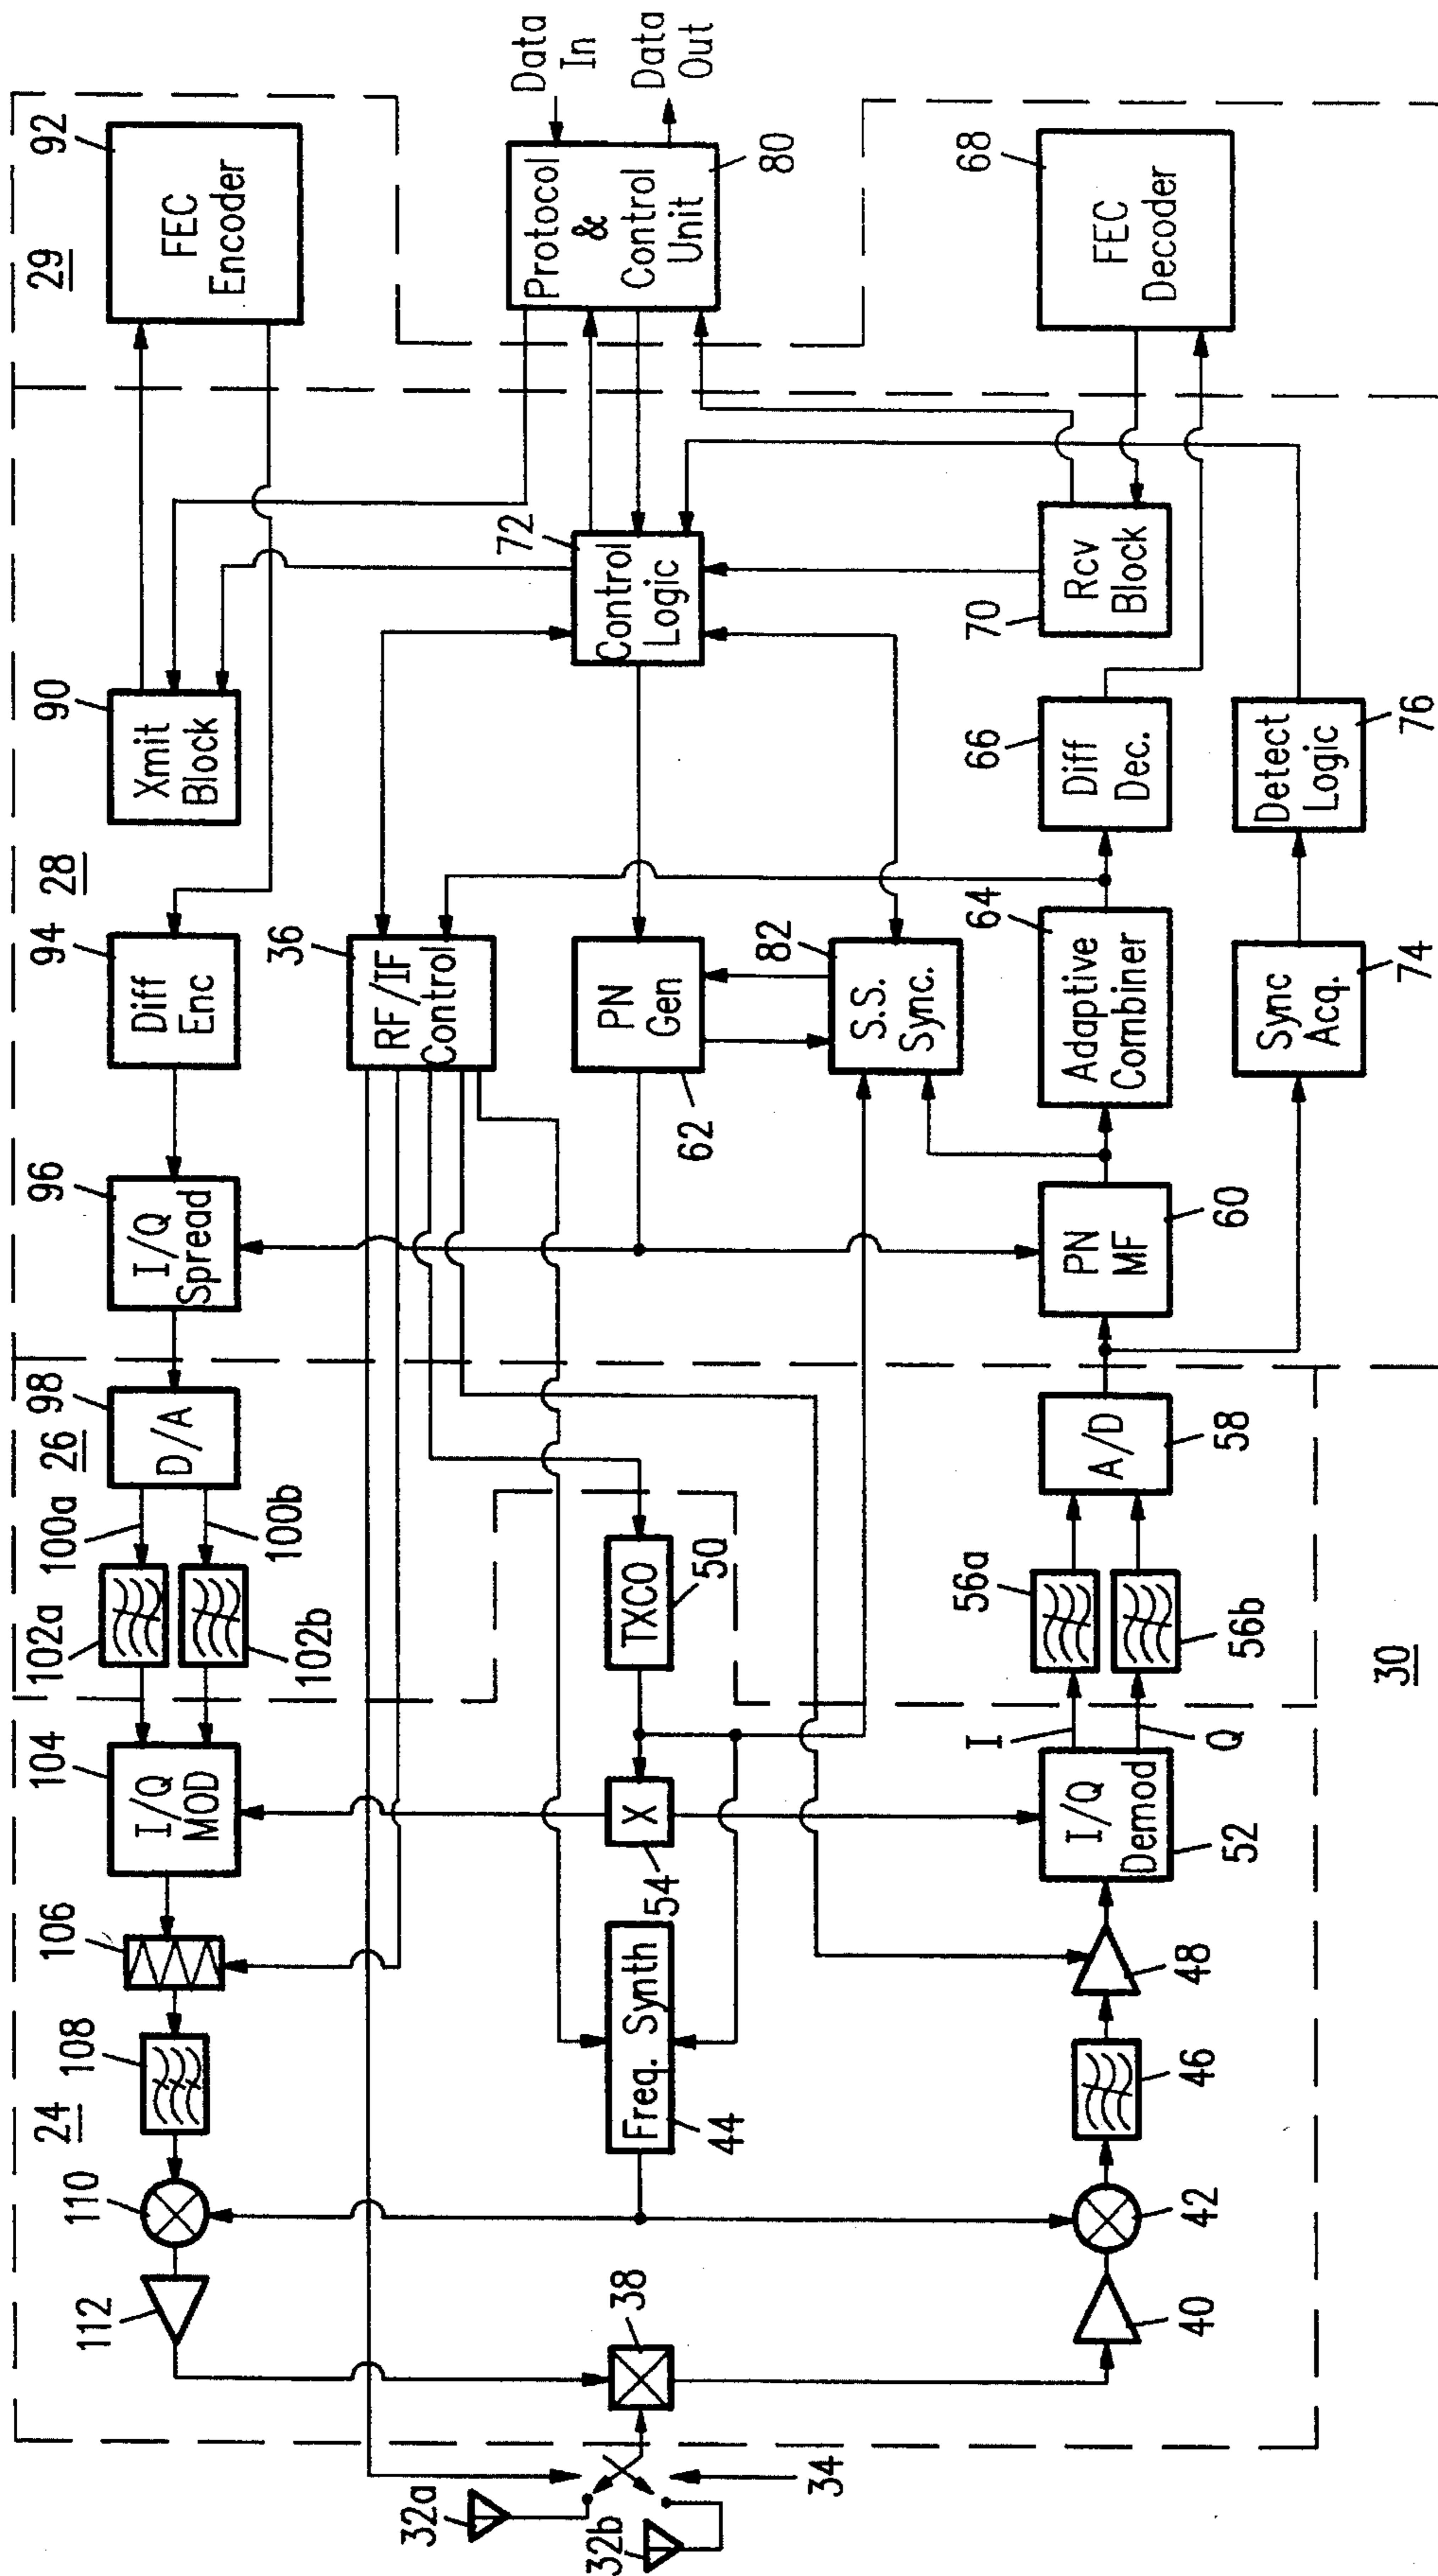 92
FEC
Encoder
29
Data
In
Data
Out
Protocol
&
Control
Unit
80
68
FEC
Decoder
90
Xmit
Block
28
72
Control
Logic
70
Rcv
Block
94
Diff
Enc
36
RF/IF
Control
PN
Gen
62
82
S.S.
Sync.
64
Adaptive
Combiner
66
Diff
Dec.
Detect
Logic
76
Sync
Acq.
74
96
I/Q
Spread
PN
MF
60
98
D/A
26
100a
100b
102a
102b
TXCO
50
A/D
58
56a
56b
30
104
I/Q
MOD
X
54
I
Q
I/Q
Demod
52
106
108
24
Freq. Synth
44
48
46
110
42
112
38
40
32a
32b
34